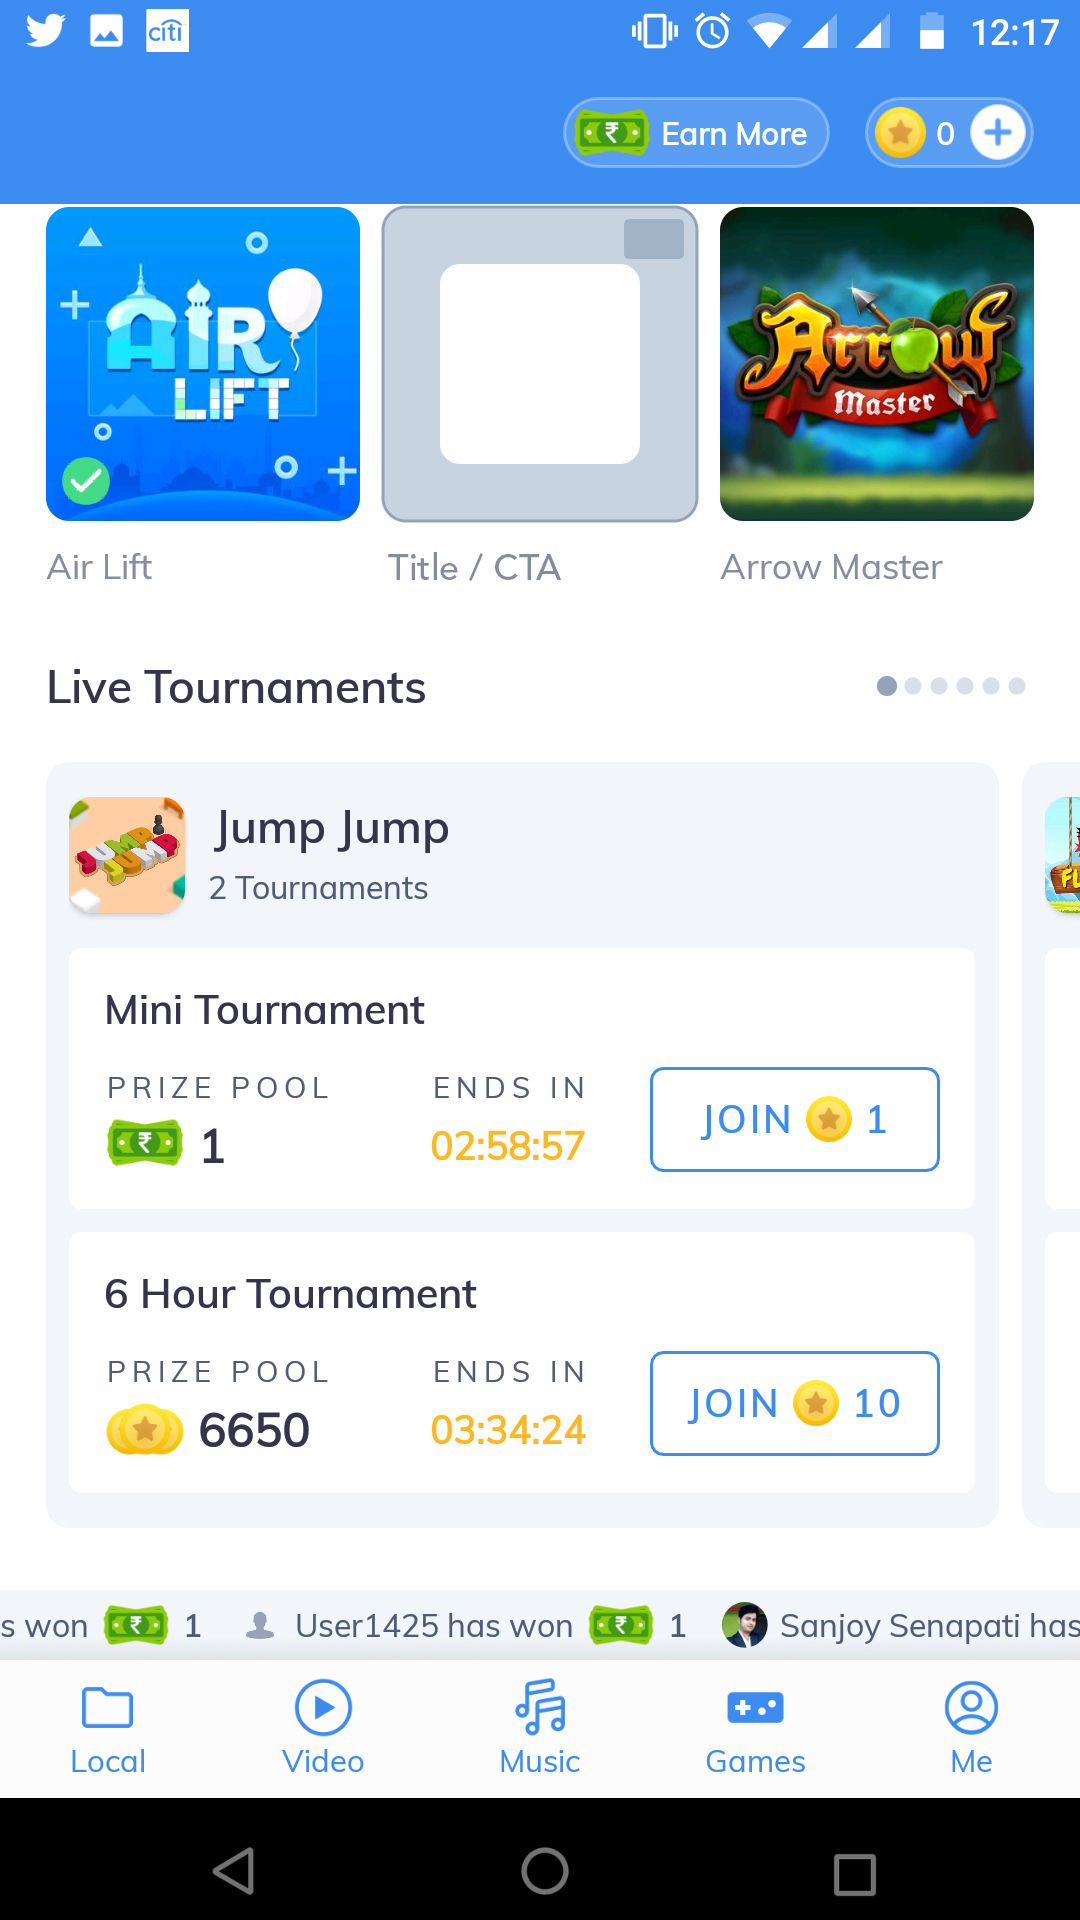 citi
12:17
Earn More
0
AIR
LIFT
Arrow
Master
Air Lift
Title / CTA
Arrow Master
Live Tournaments
JUMP
JUMP
Jump Jump
2 Tournaments
FL
Mini Tournament
PRIZE POOL
ENDS IN
₹ 1
02:58:57
JOIN 1
6 Hour Tournament
PRIZE POOL
ENDS IN
6650
03:34:24
JOIN 10
s won ₹ 1 User1425 has won ₹ 1 Sanjoy Senapati has
Local
Video
Music
Games
Me